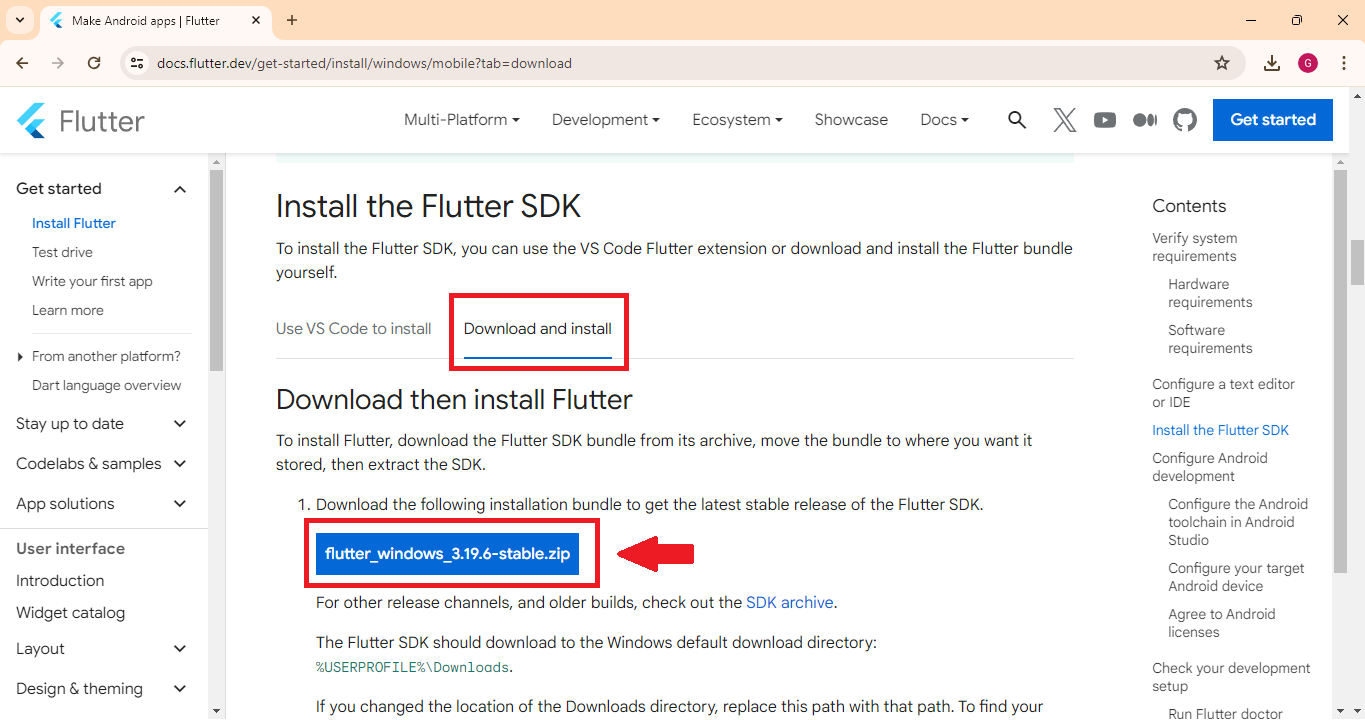 Make Android apps | Flutter
docs.flutter.dev/get-started/install/windows/mobile?tab=download
G
Flutter
Multi-Platform
Development
Ecosystem
Showcase
Docs
Get started
Get started
Install Flutter
Test drive
Write your first app
Learn more
From another platform?
Dart language overview
Stay up to date
Codelabs & samples
App solutions
User interface
Introduction
Widget catalog
Layout
Design & theming
Install the Flutter SDK
To install the Flutter SDK, you can use the VS Code Flutter extension or download and install the Flutter bundle
yourself.
Use VS Code to install
Download and install
Download then install Flutter
To install Flutter, download the Flutter SDK bundle from its archive, move the bundle to where you want it
stored, then extract the SDK.
1. Download the following installation bundle to get the latest stable release of the Flutter SDK.
flutter_windows_3.19.6-stable.zip
For other release channels, and older builds, check out the SDK archive.
The Flutter SDK should download to the Windows default download directory:
%USERPROFILE%\Downloads.
If you changed the location of the Downloads directory, replace this path with that path. To find your
Contents
Verify system
requirements
Hardware
requirements
Software
requirements
Configure a text editor
or IDE
Install the Flutter SDK
Configure Android
development
Configure the Android
toolchain in Android
Studio
Configure your target
Android device
Agree to Android
licenses
Check your development
setup
Run Flutter doctor